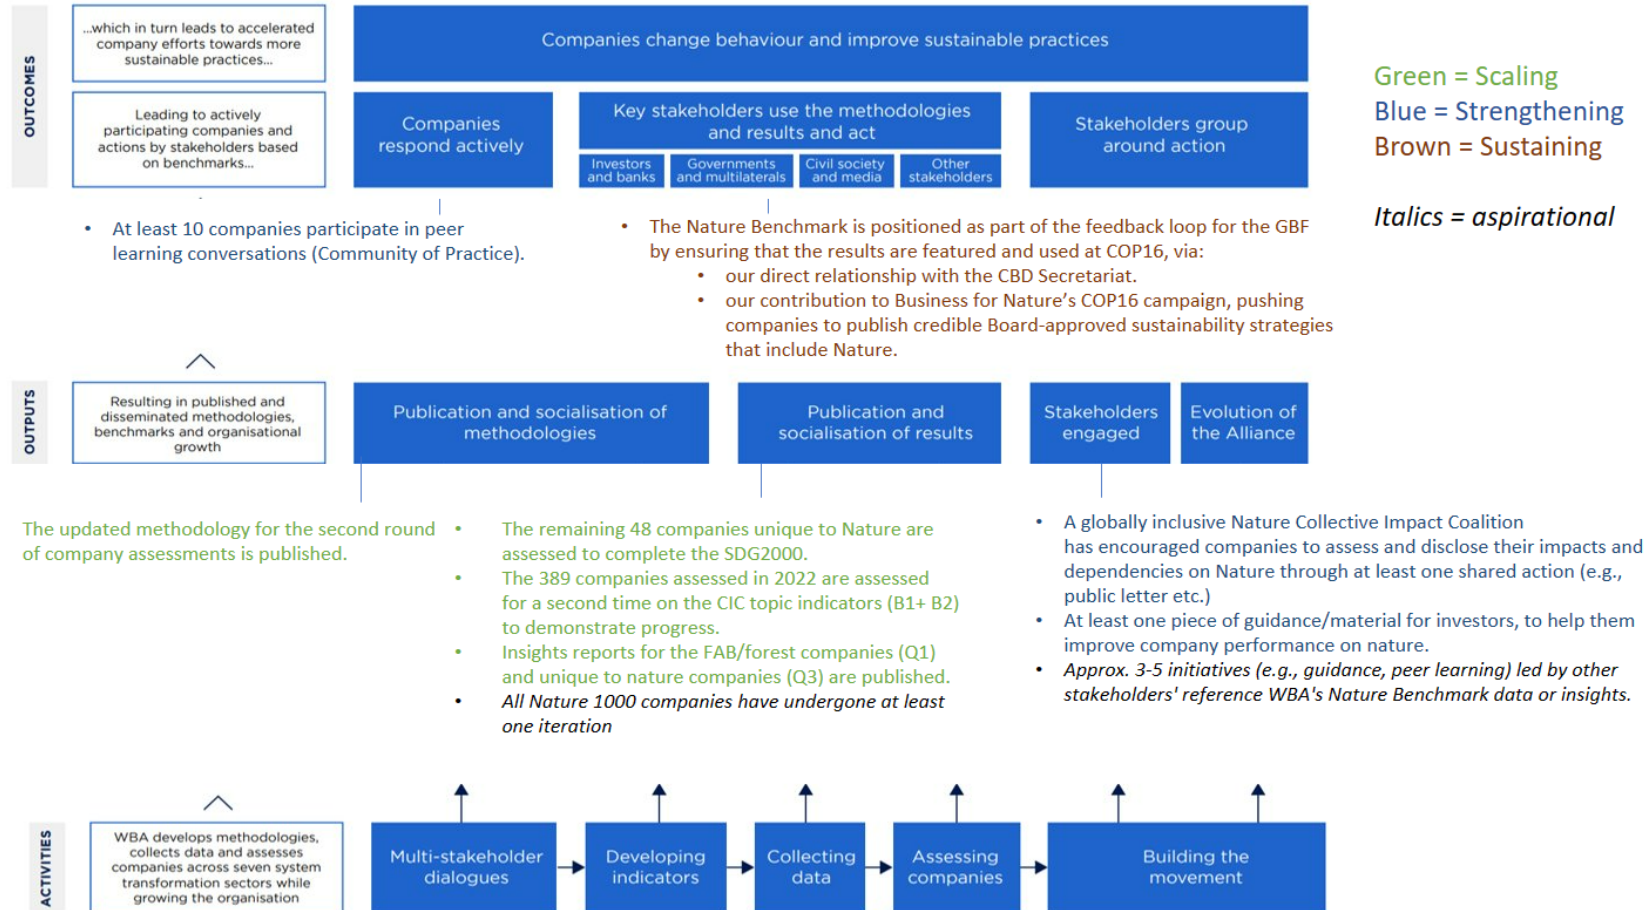 OUTCOMES
...which in turn leads to accelerated
company efforts towards more
sustainable practices...
Companies change behaviour and improve sustainable practices
Leading to actively
participating companies and
actions by stakeholders based
on benchmarks...
Companies
respond actively
Key stakeholders use the methodologies
and results and act
Investors
and banks
Governments
and multilaterals
Civil society
and media
Other
stakeholders
Stakeholders group
around action
Green = Scaling
Blue = Strengthening
Brown = Sustaining
Italics = aspirational
• At least 10 companies participate in peer
learning conversations (Community of Practice).
• The Nature Benchmark is positioned as part of the feedback loop for the GBF
by ensuring that the results are featured and used at COP16, via:
• our direct relationship with the CBD Secretariat.
• our contribution to Business for Nature’s COP16 campaign, pushing
companies to publish credible Board-approved sustainability strategies
that include Nature.
OUTPUTS
Resulting in published and
disseminated methodologies,
benchmarks and organisational
growth
Publication and socialisation of
methodologies
Publication and
socialisation of results
Stakeholders
engaged
Evolution of
the Alliance
The updated methodology for the second round
of company assessments is published.
• The remaining 48 companies unique to Nature are
assessed to complete the SDG2000.
• The 389 companies assessed in 2022 are assessed
for a second time on the CIC topic indicators (B1+ B2)
to demonstrate progress.
• Insights reports for the FAB/forest companies (Q1)
and unique to nature companies (Q3) are published.
• All Nature 1000 companies have undergone at least
one iteration
• A globally inclusive Nature Collective Impact Coalition
has encouraged companies to assess and disclose their impacts and
dependencies on Nature through at least one shared action (e.g.,
public letter etc.)
• At least one piece of guidance/material for investors, to help them
improve company performance on nature.
• Approx. 3-5 initiatives (e.g., guidance, peer learning) led by other
stakeholders' reference WBA's Nature Benchmark data or insights.
ACTIVITIES
WBA develops methodologies,
collects data and assesses
companies across seven system
transformation sectors while
growing the organisation
Multi-stakeholder
dialogues
Developing
indicators
Collecting
data
Assessing
companies
Building the
movement